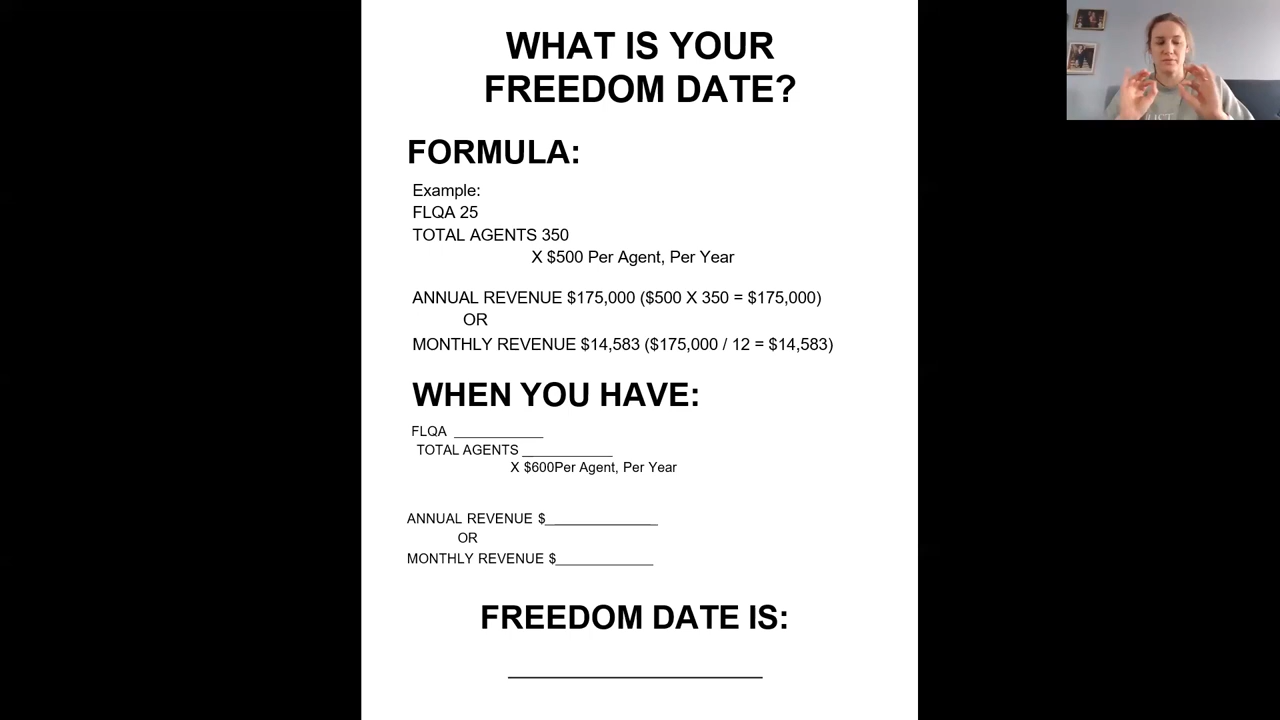 WHAT IS YOUR
FREEDOM DATE?
FORMULA:
Example:
FLQA 25
TOTAL AGENTS 350
X $500 Per Agent, Per Year
ANNUAL REVENUE $175,000 ($500 X 350 = $175,000)
OR
MONTHLY REVENUE $14,583 ($175,000 / 12 = $14,583)
WHEN YOU HAVE:
FLQA ___________
TOTAL AGENTS ___________
X $600Per Agent, Per Year
ANNUAL REVENUE $______________
OR
MONTHLY REVENUE $____________
FREEDOM DATE IS: